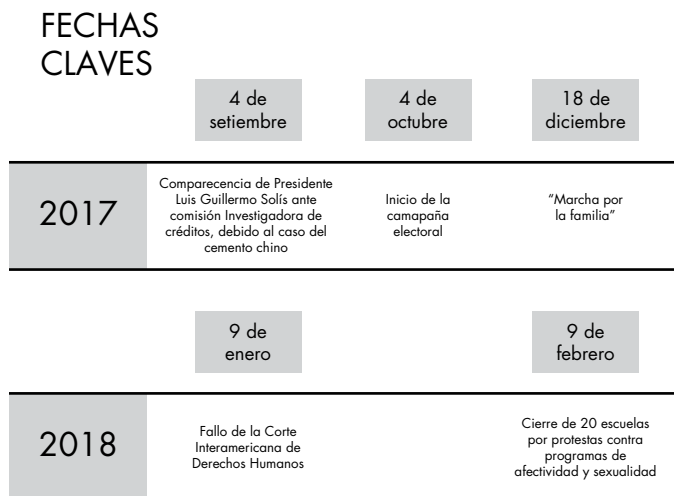 FECHAS
CLAVES
4 de
setiembre
4 de
octubre
18 de
diciembre
2017
Comparecencia de Presidente
Luis Guillermo Solís ante
comisión Investigadora de
créditos, debido al caso del
cemento chino
Inicio de la
camapaña
electoral
“Marcha por
la familia”
9 de
enero
9 de
febrero
2018
Fallo de la Corte
Interamericana de
Derechos Humanos
Cierre de 20 escuelas
por protestas contra
programas de
afectividad y sexualidad